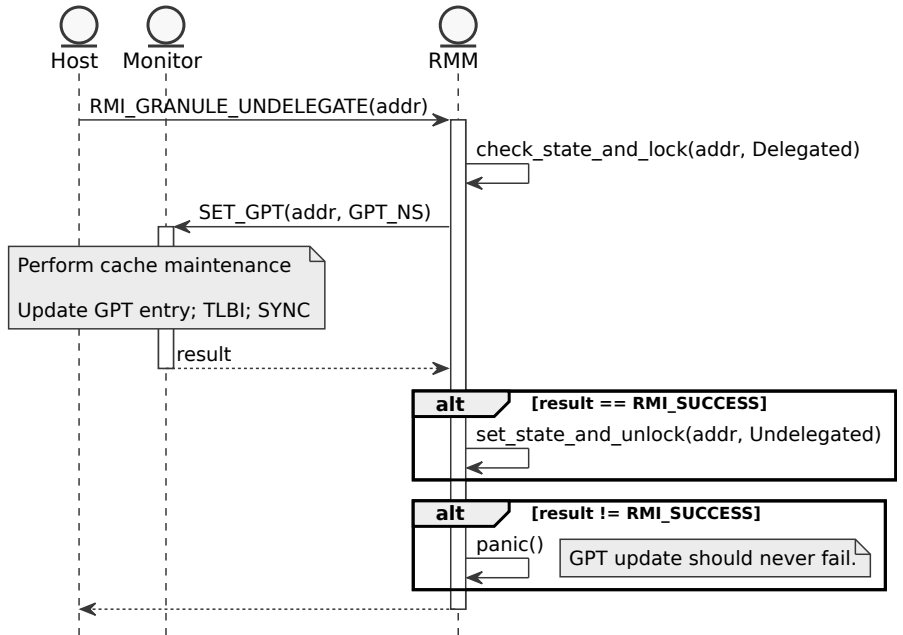 Host
Monitor
RMM
RMI_GRANULE_UNDELEGATE(addr)
check_state_and_lock(addr, Delegated)
SET_GPT(addr, GPT_NS)
Perform cache maintenance
Update GPT entry; TLBI; SYNC
result
alt [result == RMI_SUCCESS]
set_state_and_unlock(addr, Undelegated)
alt [result != RMI_SUCCESS]
panic()
GPT update should never fail.